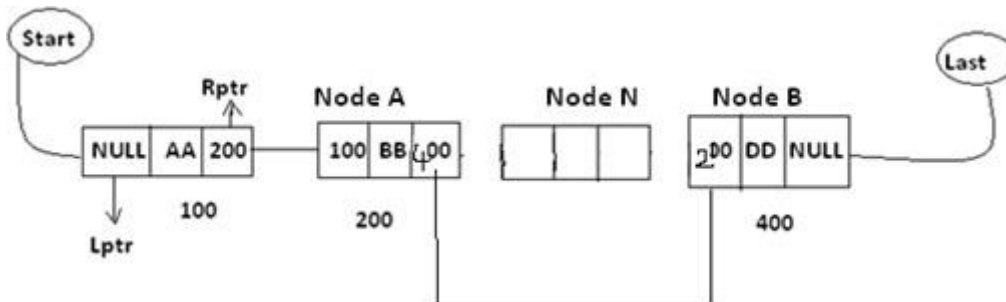 Start
Last
Rptr
Node A Node N Node B
NULL AA 200 100 BB 400 200 DD NULL
100 200 400
Lptr